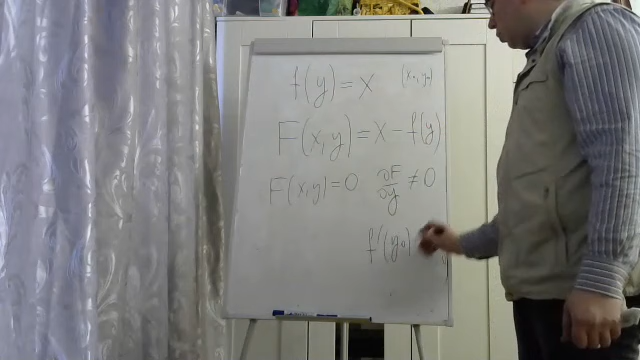 f(y) = x (x₀, y₀)
F(x, y) = x − f(y)
F(x, y) = 0 ∂F/∂y ≠ 0
f'(y₀)